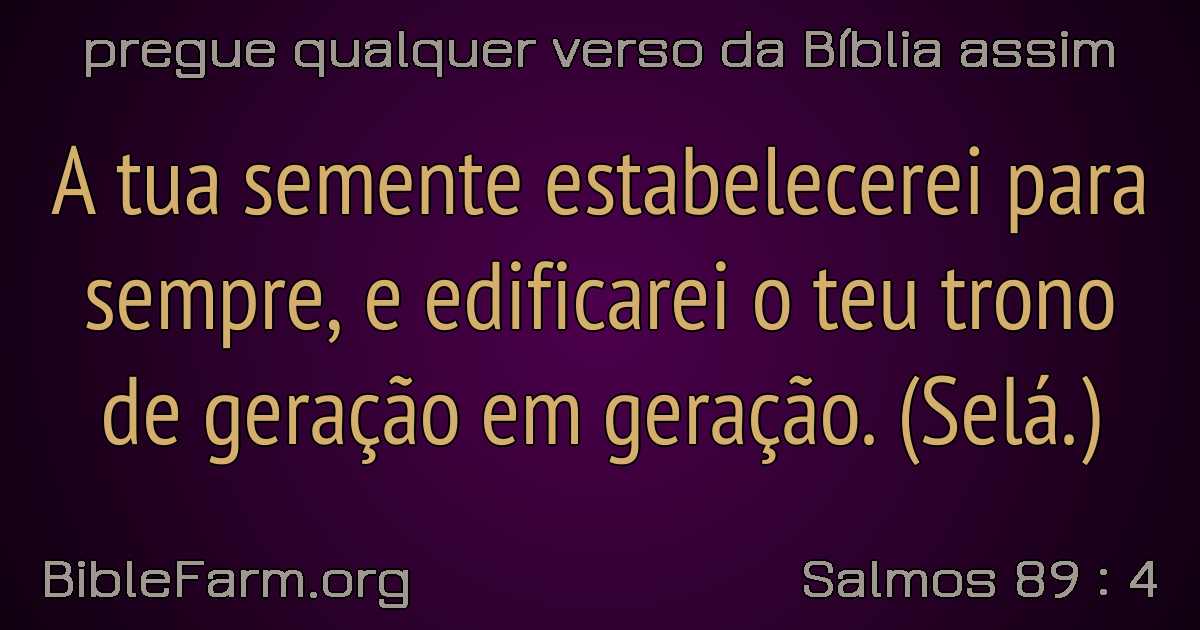 pregue qualquer verso da Bíblia assim
A tua semente estabelecerei para
sempre, e edificarei o teu trono
de geração em geração. (Selá.)
BibleFarm.org
Salmos 89 : 4